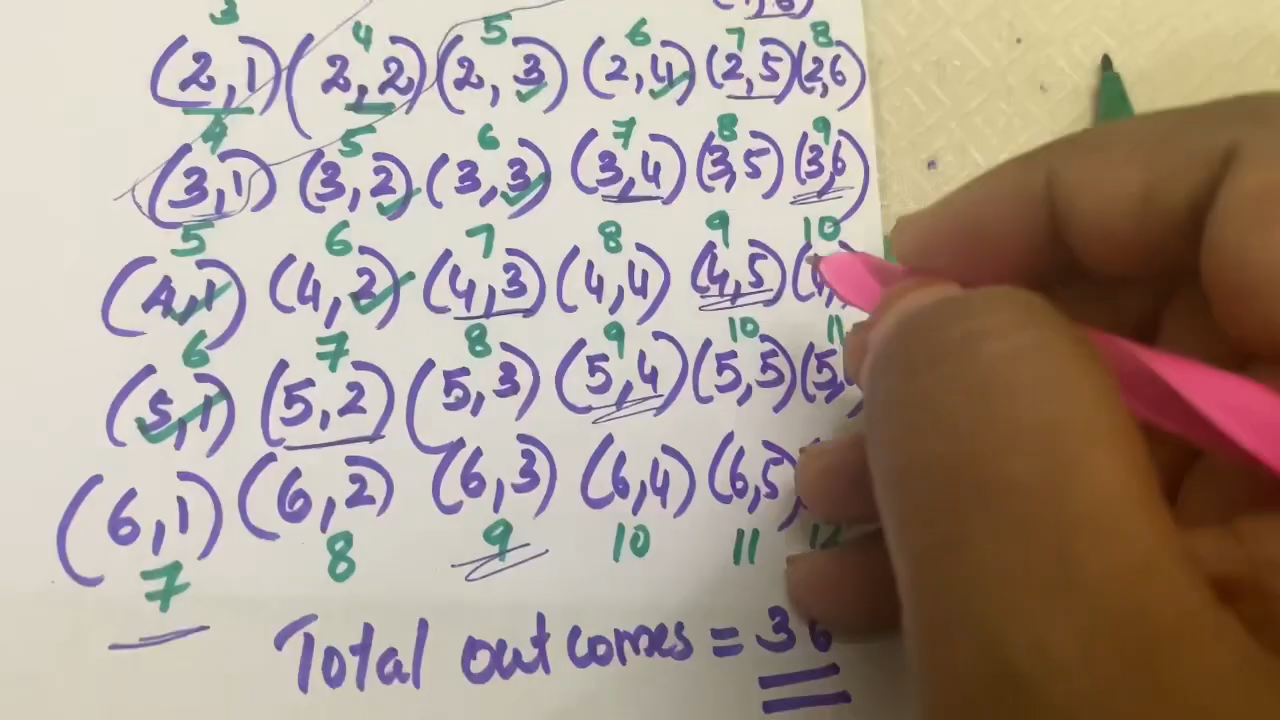 3
4 5 6 7 8
(2,1) (2,2) (2,3) (2,4) (2,5) (2,6)
4 5 6 7 8 9
(3,1) (3,2) (3,3) (3,4) (3,5) (3,6)
5 6 7 8 9 10
(4,1) (4,2) (4,3) (4,4) (4,5) (4,
6 7 8 9 10 11
(5,1) (5,2) (5,3) (5,4) (5,5) (5,
(6,1) (6,2) (6,3) (6,4) (6,5)
7 8 9 10 11 12
Total outcomes = 36